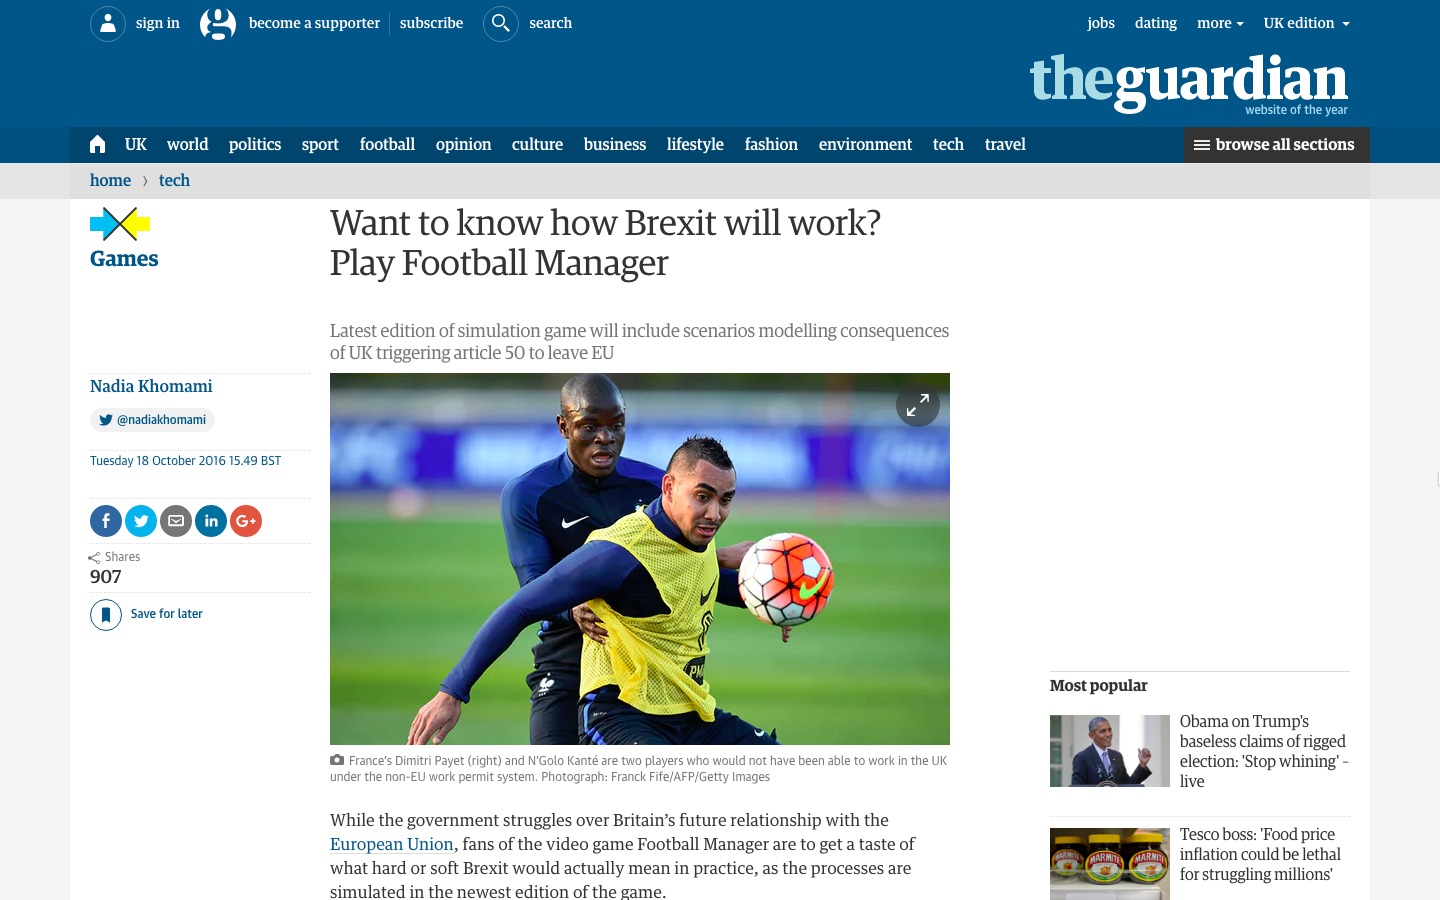 sign in
become a supporter
subscribe
search
jobs
dating
more
UK edition
theguardian
website of the year
UK
world
politics
sport
football
opinion
culture
business
lifestyle
fashion
environment
tech
travel
browse all sections
home › tech
Games
Want to know how Brexit will work?
Play Football Manager
Latest edition of simulation game will include scenarios modelling consequences
of UK triggering article 50 to leave EU
Nadia Khomami
@nadiakhomami
Tuesday 18 October 2016 15.49 BST
Shares
907
Save for later
France's Dimitri Payet (right) and N'Golo Kanté are two players who would not have been able to work in the UK
under the non-EU work permit system. Photograph: Franck Fife/AFP/Getty Images
While the government struggles over Britain's future relationship with the
European Union, fans of the video game Football Manager are to get a taste of
what hard or soft Brexit would actually mean in practice, as the processes are
simulated in the newest edition of the game.
Most popular
Obama on Trump's
baseless claims of rigged
election: 'Stop whining' –
live
MARMITE
MARMITE
MARMITE
Tesco boss: 'Food price
inflation could be lethal
for struggling millions'